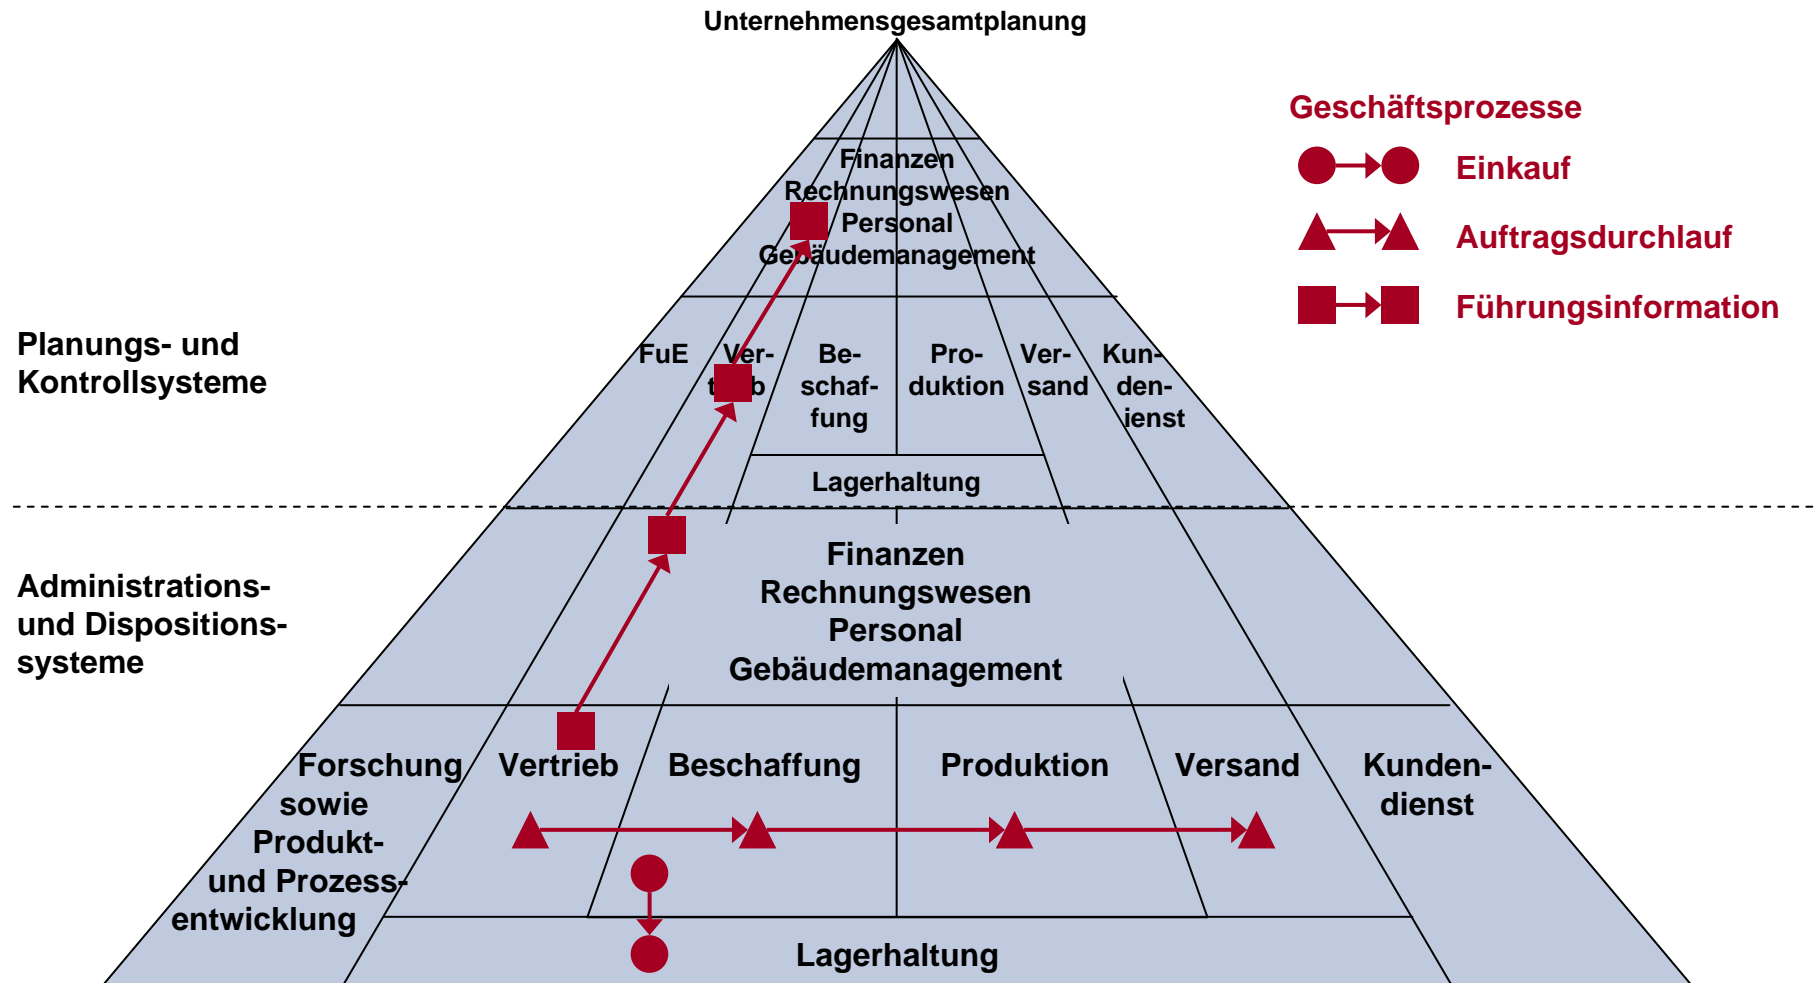 Unternehmensgesamtplanung
Geschäftsprozesse
Einkauf
Auftragsdurchlauf
Führungsinformation
Finanzen
Rechnungswesen
Personal
Gebäudemanagement
Planungs- und
Kontrollsysteme
FuE
Ver-
Be-
schaf-
fung
Pro-
duktion
Ver-
sand
Kun-
den-
ienst
Lagerhaltung
Administrations-
und Dispositions-
systeme
Finanzen
Rechnungswesen
Personal
Gebäudemanagement
Forschung
sowie
Produkt-
und Prozess-
entwicklung
Vertrieb
Beschaffung
Produktion
Versand
Kunden-
dienst
Lagerhaltung